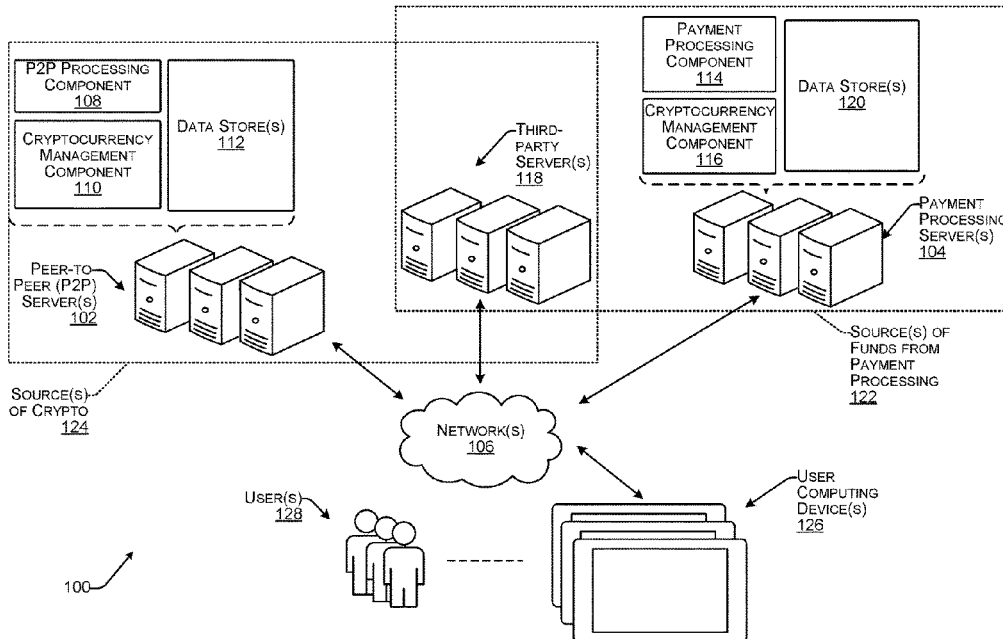 P2P PROCESSING
COMPONENT
108
CRYPTOCURRENCY
MANAGEMENT
COMPONENT
110
DATA STORE(S)
112
PEER-TO
PEER (P2P)
SERVER(S)
102
THIRD-
PARTY
SERVER(S)
118
PAYMENT
PROCESSING
COMPONENT
114
CRYPTOCURRENCY
MANAGEMENT
COMPONENT
116
DATA STORE(S)
120
PAYMENT
PROCESSING
SERVER(S)
104
SOURCE(S)
OF CRYPTO
124
SOURCE(S) OF
FUNDS FROM
PAYMENT
PROCESSING
122
NETWORK(S)
106
USER(S)
128
USER
COMPUTING
DEVICE(S)
126
100